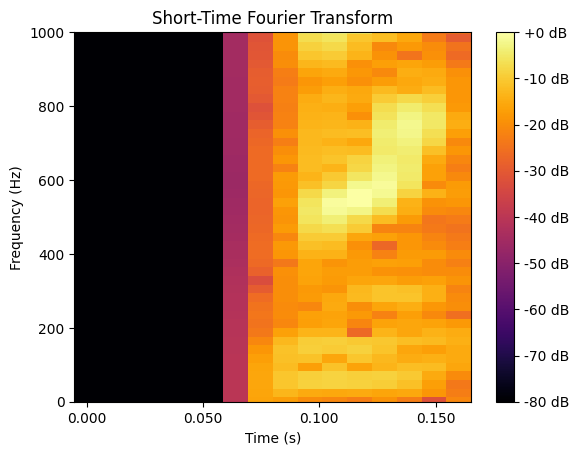 Short-Time Fourier Transform
1000
800
600
400
200
0
Frequency (Hz)
0.000
0.050
0.100
0.150
Time (s)
+0 dB
-10 dB
-20 dB
-30 dB
-40 dB
-50 dB
-60 dB
-70 dB
-80 dB